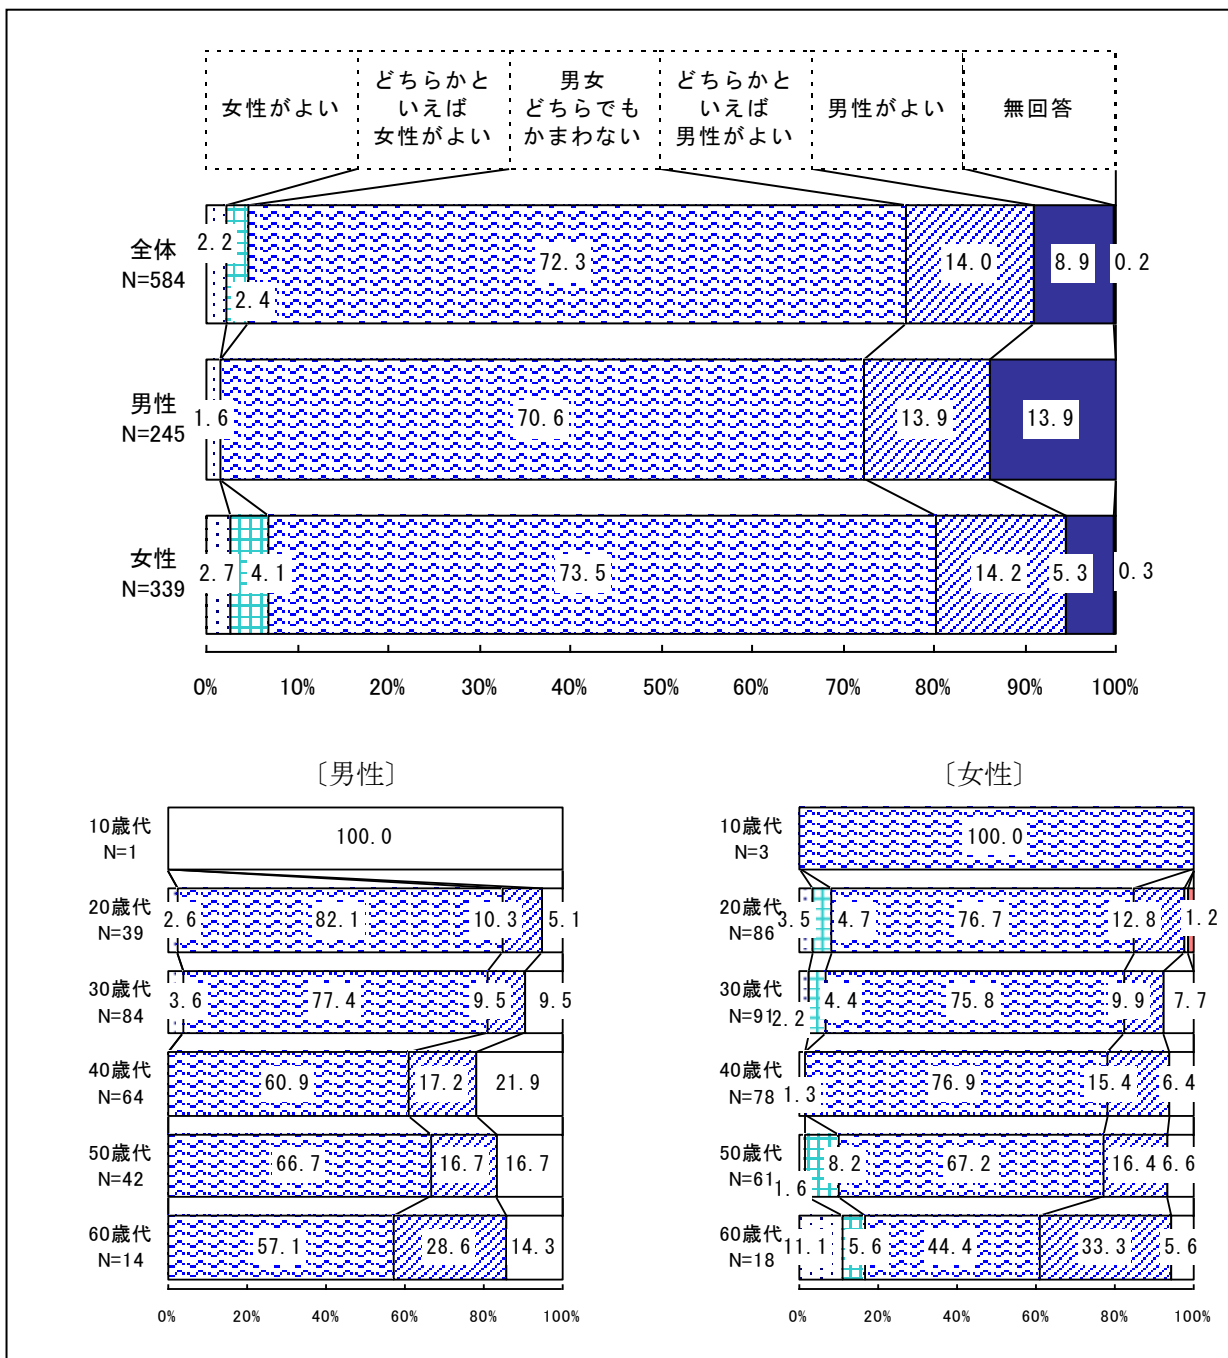 女性がよい
どちらかと
いえば
女性がよい
男女
どちらでも
かまわない
どちらかと
いえば
男性がよい
男性がよい
無回答
全体
N=584
2.2
2.4
72.3
14.0
8.9
0.2
男性
N=245
1.6
70.6
13.9
13.9
女性
N=339
2.7
4.1
73.5
14.2
5.3
0.3
0% 10% 20% 30% 40% 50% 60% 70% 80% 90% 100%
〔男性〕
10歳代
N=1
100.0
20歳代
N=39
2.6 82.1 10.3 5.1
30歳代
N=84
3.6 77.4 9.5 9.5
40歳代
N=64
60.9 17.2 21.9
50歳代
N=42
66.7 16.7 16.7
60歳代
N=14
57.1 28.6 14.3
0% 20% 40% 60% 80% 100%
〔女性〕
10歳代
N=3
100.0
20歳代
N=86
3.5 4.7 76.7 12.8 1.2
30歳代
N=91
2.2 4.4 75.8 9.9 7.7
40歳代
N=78
1.3 76.9 15.4 6.4
50歳代
N=61
1.6 8.2 67.2 16.4 6.6
60歳代
N=18
11.1 5.6 44.4 33.3 5.6
0% 20% 40% 60% 80% 100%